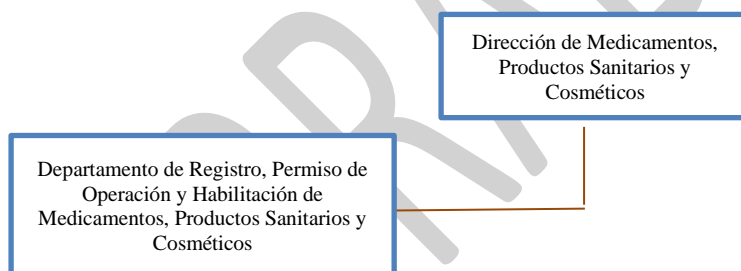 Dirección de Medicamentos,
Productos Sanitarios y
Cosméticos
Departamento de Registro, Permiso de
Operación y Habilitación de
Medicamentos, Productos Sanitarios y
Cosméticos